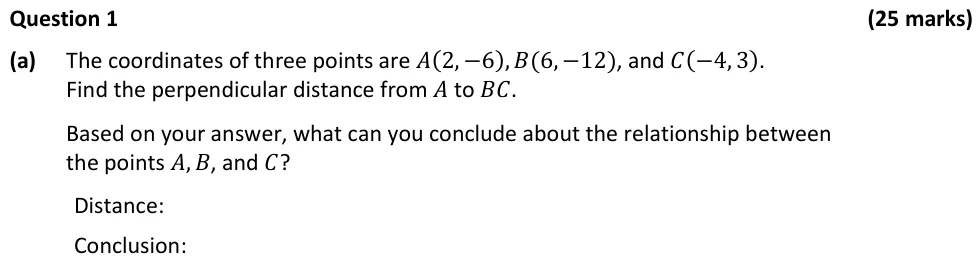 Question 1 (25 marks)
(a) The coordinates of three points are A(2, −6), B(6, −12), and C(−4, 3).
Find the perpendicular distance from A to BC.
Based on your answer, what can you conclude about the relationship between
the points A, B, and C?
Distance:
Conclusion: